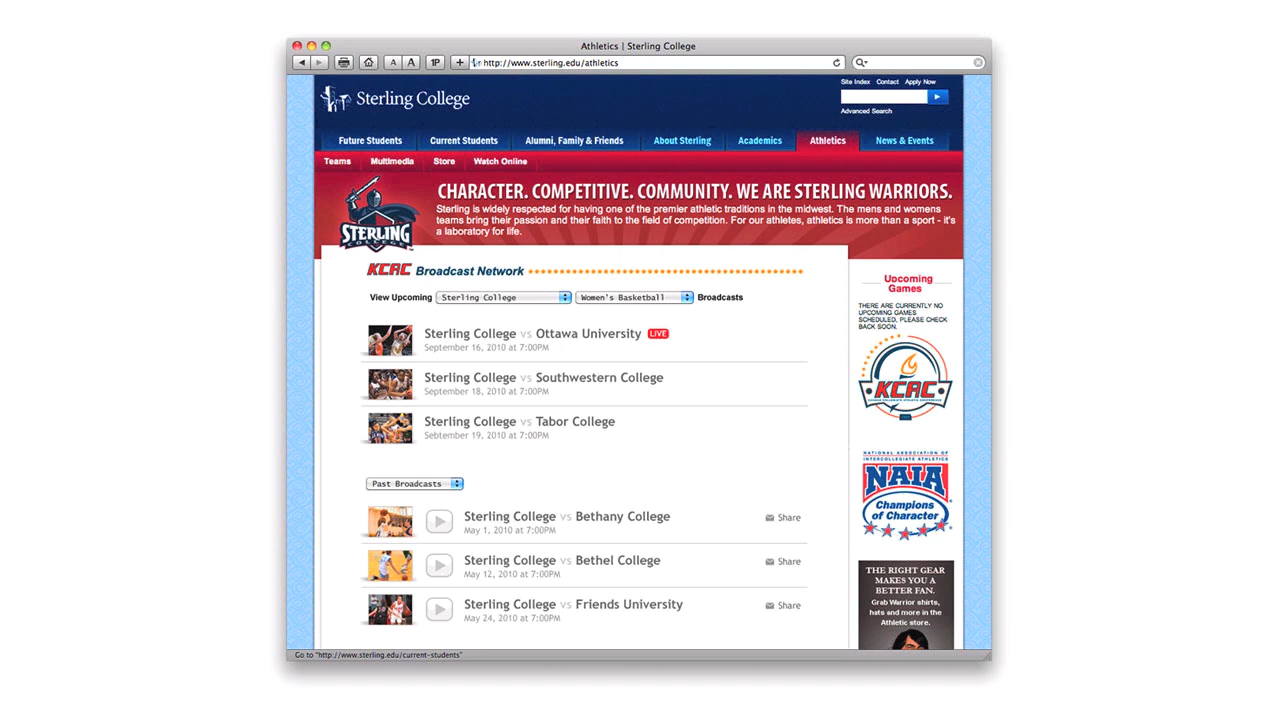 Athletics | Sterling College
A A 1P + http://www.sterling.edu/athletics
Site Index Contact Apply Now
Sterling College
Advanced Search
Future Students Current Students Alumni, Family & Friends About Sterling Academics Athletics News & Events
Teams Multimedia Store Watch Online
CHARACTER. COMPETITIVE. COMMUNITY. WE ARE STERLING WARRIORS.
Sterling is widely respected for having one of the premier athletic traditions in the midwest. The mens and womens
teams bring their passion and their faith to the field of competition. For our athletes, athletics is more than a sport - it's
a laboratory for life.
STERLING
COLLEGE
KCAC Broadcast Network
View Upcoming Sterling College Women's Basketball Broadcasts
Sterling College vs Ottawa University LIVE
September 16, 2010 at 7:00PM
Sterling College vs Southwestern College
September 18, 2010 at 7:00PM
Sterling College vs Tabor College
Sebtember 19, 2010 at 7:00PM
Past Broadcasts
Sterling College vs Bethany College Share
May 1, 2010 at 7:00PM
Sterling College vs Bethel College Share
May 12, 2010 at 7:00PM
Sterling College vs Friends University Share
May 24, 2010 at 7:00PM
Upcoming
Games
THERE ARE CURRENTLY NO
UPCOMING GAMES
SCHEDULED, PLEASE CHECK
BACK SOON.
KCAC
KANSAS COLLEGIATE ATHLETIC CONFERENCE
NATIONAL ASSOCIATION OF
INTERCOLLEGIATE ATHLETICS
NAIA
Champions
of Character
THE RIGHT GEAR
MAKES YOU A
BETTER FAN.
Grab Warrior shirts,
hats and more in the
Athletic store.
Go to "http://www.sterling.edu/current-students"